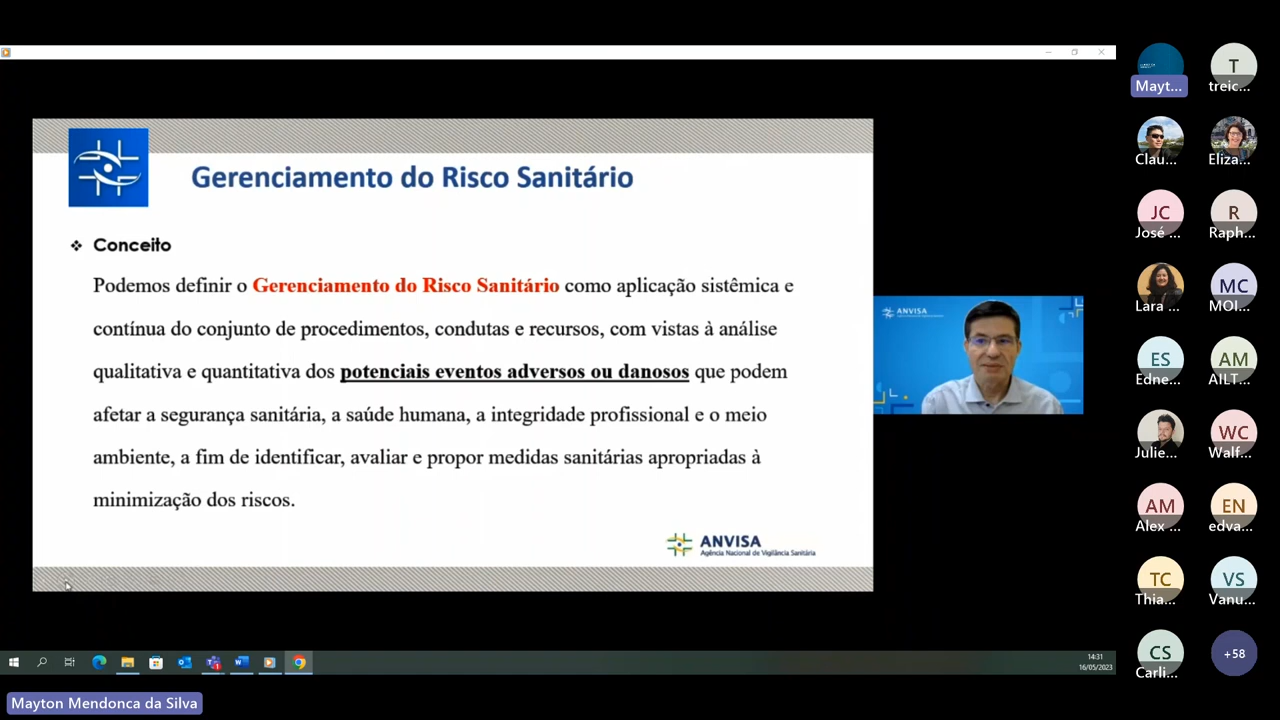 Gerenciamento do Risco Sanitário
❖ Conceito
Podemos definir o Gerenciamento do Risco Sanitário como aplicação sistêmica e
contínua do conjunto de procedimentos, condutas e recursos, com vistas à análise
qualitativa e quantitativa dos potenciais eventos adversos ou danosos que podem
afetar a segurança sanitária, a saúde humana, a integridade profissional e o meio
ambiente, a fim de identificar, avaliar e propor medidas sanitárias apropriadas à
minimização dos riscos.
ANVISA
Agência Nacional de Vigilância Sanitária
ANVISA
Mayt...
T
treic...
Clau...
Eliza...
JC
José ...
R
Raph...
Lara ...
MC
MOI...
ES
Edne...
AM
AILT...
Julie...
WC
Walf...
AM
Alex ...
EN
edva...
TC
Thia...
VS
Vanu...
CS
Carli...
+58
14:31
16/05/2023
Mayton Mendonca da Silva